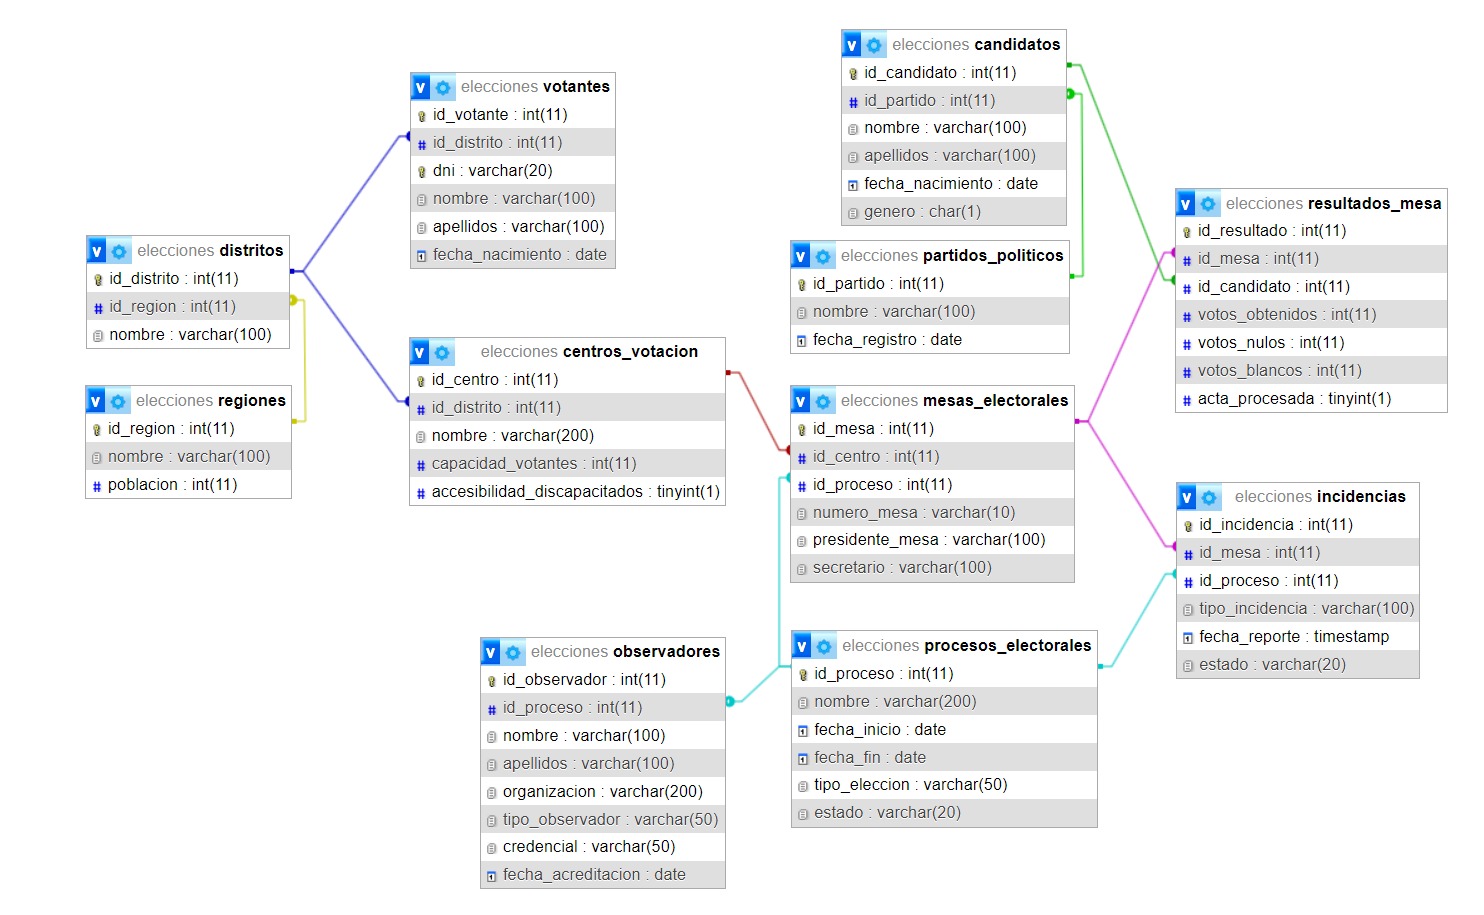 elecciones candidatos
id_candidato : int(11)
id_partido : int(11)
nombre : varchar(100)
apellidos : varchar(100)
fecha_nacimiento : date
genero : char(1)
elecciones votantes
id_votante : int(11)
id_distrito : int(11)
dni : varchar(20)
nombre : varchar(100)
apellidos : varchar(100)
fecha_nacimiento : date
elecciones resultados_mesa
id_resultado : int(11)
id_mesa : int(11)
id_candidato : int(11)
votos_obtenidos : int(11)
votos_nulos : int(11)
votos_blancos : int(11)
acta_procesada : tinyint(1)
elecciones distritos
id_distrito : int(11)
id_region : int(11)
nombre : varchar(100)
elecciones partidos_politicos
id_partido : int(11)
nombre : varchar(100)
fecha_registro : date
elecciones centros_votacion
id_centro : int(11)
id_distrito : int(11)
nombre : varchar(200)
capacidad_votantes : int(11)
accesibilidad_discapacitados : tinyint(1)
elecciones regiones
id_region : int(11)
nombre : varchar(100)
poblacion : int(11)
elecciones mesas_electorales
id_mesa : int(11)
id_centro : int(11)
id_proceso : int(11)
numero_mesa : varchar(10)
presidente_mesa : varchar(100)
secretario : varchar(100)
elecciones incidencias
id_incidencia : int(11)
id_mesa : int(11)
id_proceso : int(11)
tipo_incidencia : varchar(100)
fecha_reporte : timestamp
estado : varchar(20)
elecciones observadores
id_observador : int(11)
id_proceso : int(11)
nombre : varchar(100)
apellidos : varchar(100)
organizacion : varchar(200)
tipo_observador : varchar(50)
credencial : varchar(50)
fecha_acreditacion : date
elecciones procesos_electorales
id_proceso : int(11)
nombre : varchar(200)
fecha_inicio : date
fecha_fin : date
tipo_eleccion : varchar(50)
estado : varchar(20)